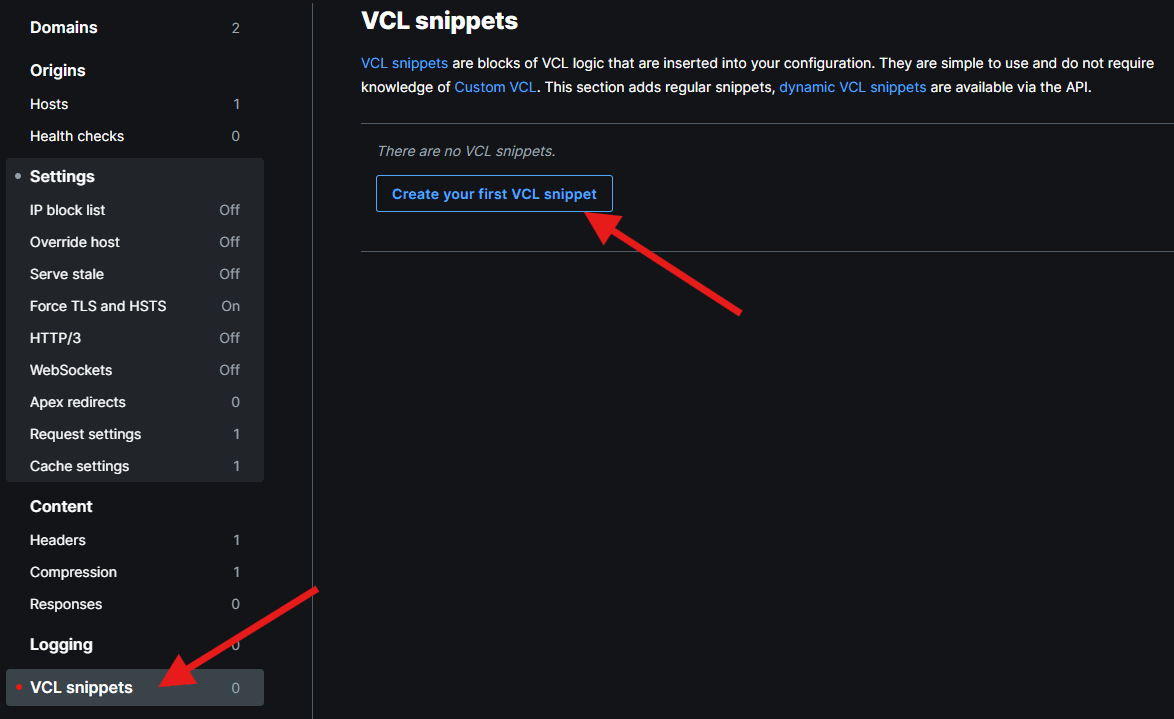 Domains 2
Origins
Hosts 1
Health checks 0
Settings
IP block list Off
Override host Off
Serve stale Off
Force TLS and HSTS On
HTTP/3 Off
WebSockets Off
Apex redirects 0
Request settings 1
Cache settings 1
Content
Headers 1
Compression 1
Responses 0
Logging 0
VCL snippets 0
VCL snippets
VCL snippets are blocks of VCL logic that are inserted into your configuration. They are simple to use and do not require
knowledge of Custom VCL. This section adds regular snippets, dynamic VCL snippets are available via the API.
There are no VCL snippets.
Create your first VCL snippet